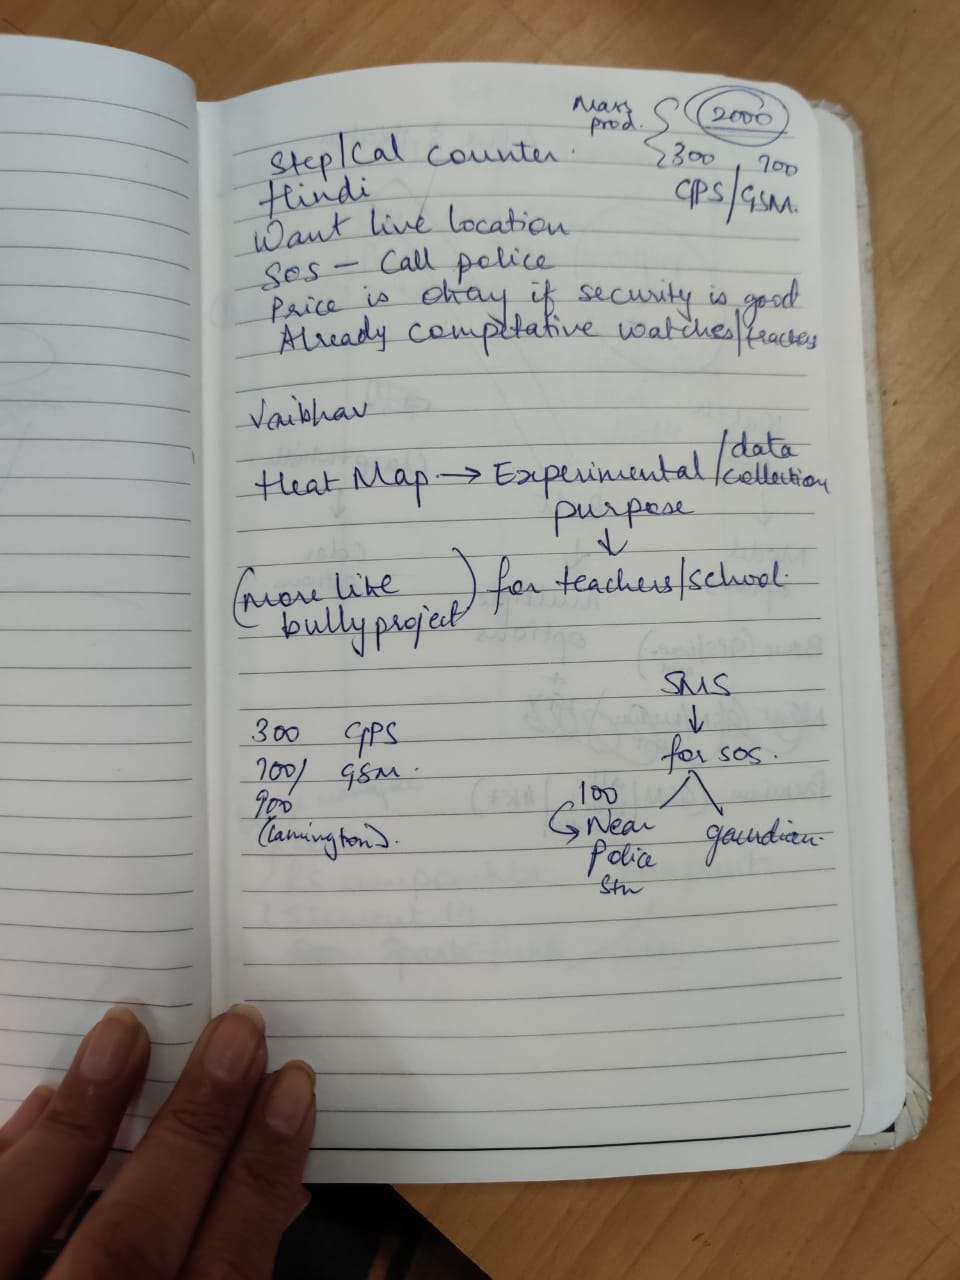 Mass prod. { 2000
300, 700
GPS/GSM.
Step/Cal counter.
Hindi
Want live location
SOS - Call police
Price is okay if security is good
Already compitative watches/trackers
Vaibhav
Heat Map → Experimental/data collection
purpose
↓
(more like bully project) for teachers/school.
SMS
↓
for SOS.
100
↳ Near Police Stn
gaurdian.
300 GPS
700/ GSM.
900
(Lamington).